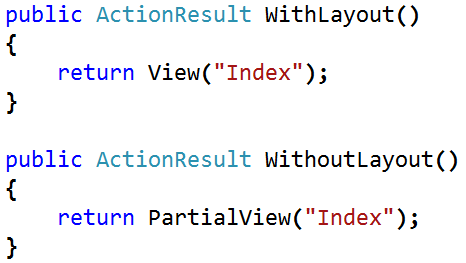 public ActionResult WithLayout()
{
    return View("Index");
}

public ActionResult WithoutLayout()
{
    return PartialView("Index");
}